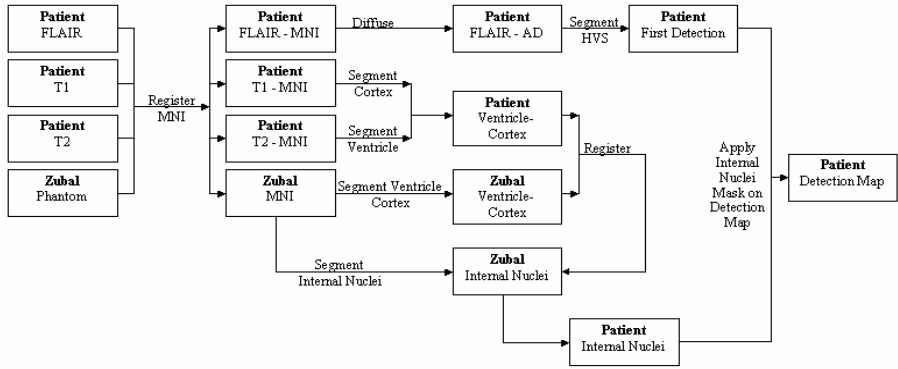 Patient
FLAIR
Patient
T1
Patient
T2
Zubal
Phantom
Register
MNI
Patient
FLAIR - MNI
Patient
T1 - MNI
Patient
T2 - MNI
Zubal
MNI
Diffuse
Segment
Cortex
Segment
Ventricle
Segment Ventricle
Cortex
Segment
Internal Nuclei
Patient
FLAIR - AD
Patient
Ventricle-
Cortex
Zubal
Ventricle-
Cortex
Zubal
Internal Nuclei
Segment
HVS
Register
Patient
First Detection
Patient
Internal Nuclei
Apply
Internal
Nuclei
Mask on
Detection
Map
Patient
Detection Map